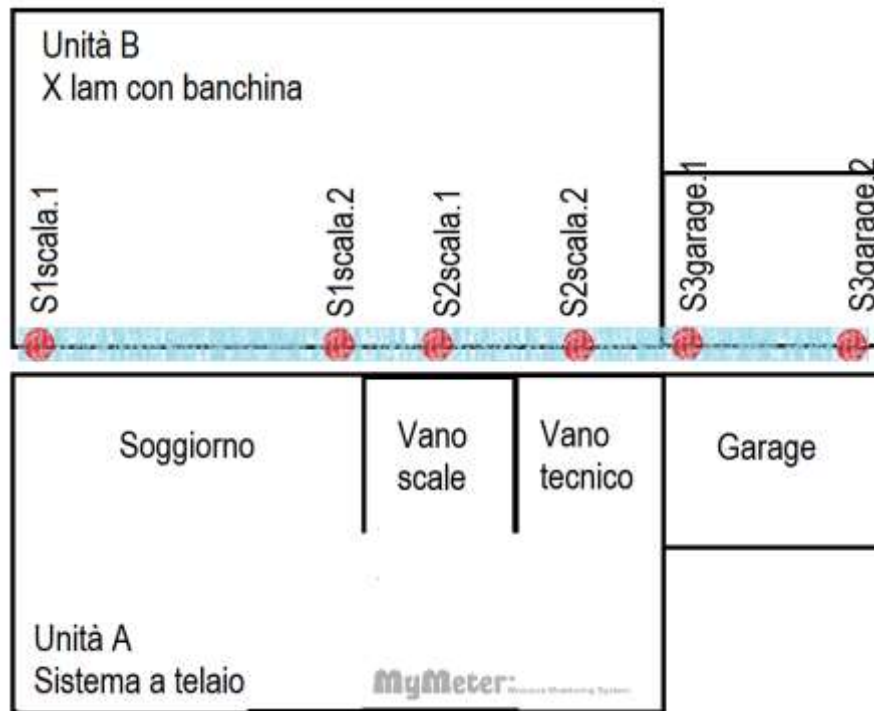 Unità B
X lam con banchina
S1scala.1
S1scala.2
S2scala.1
S2scala.2
S3garage.1
S3garage.2
Soggiorno
Vano
scale
Vano
tecnico
Garage
Unità A
Sistema a telaio
MyMeter